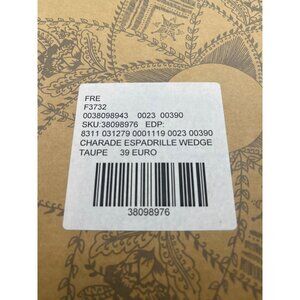 FRE
F3732
0038098943 0023 00390
SKU:38098976 EDP:
8311 031279 0001119 0023 00390
CHARADE ESPADRILLE WEDGE
TAUPE 39 EURO
38098976